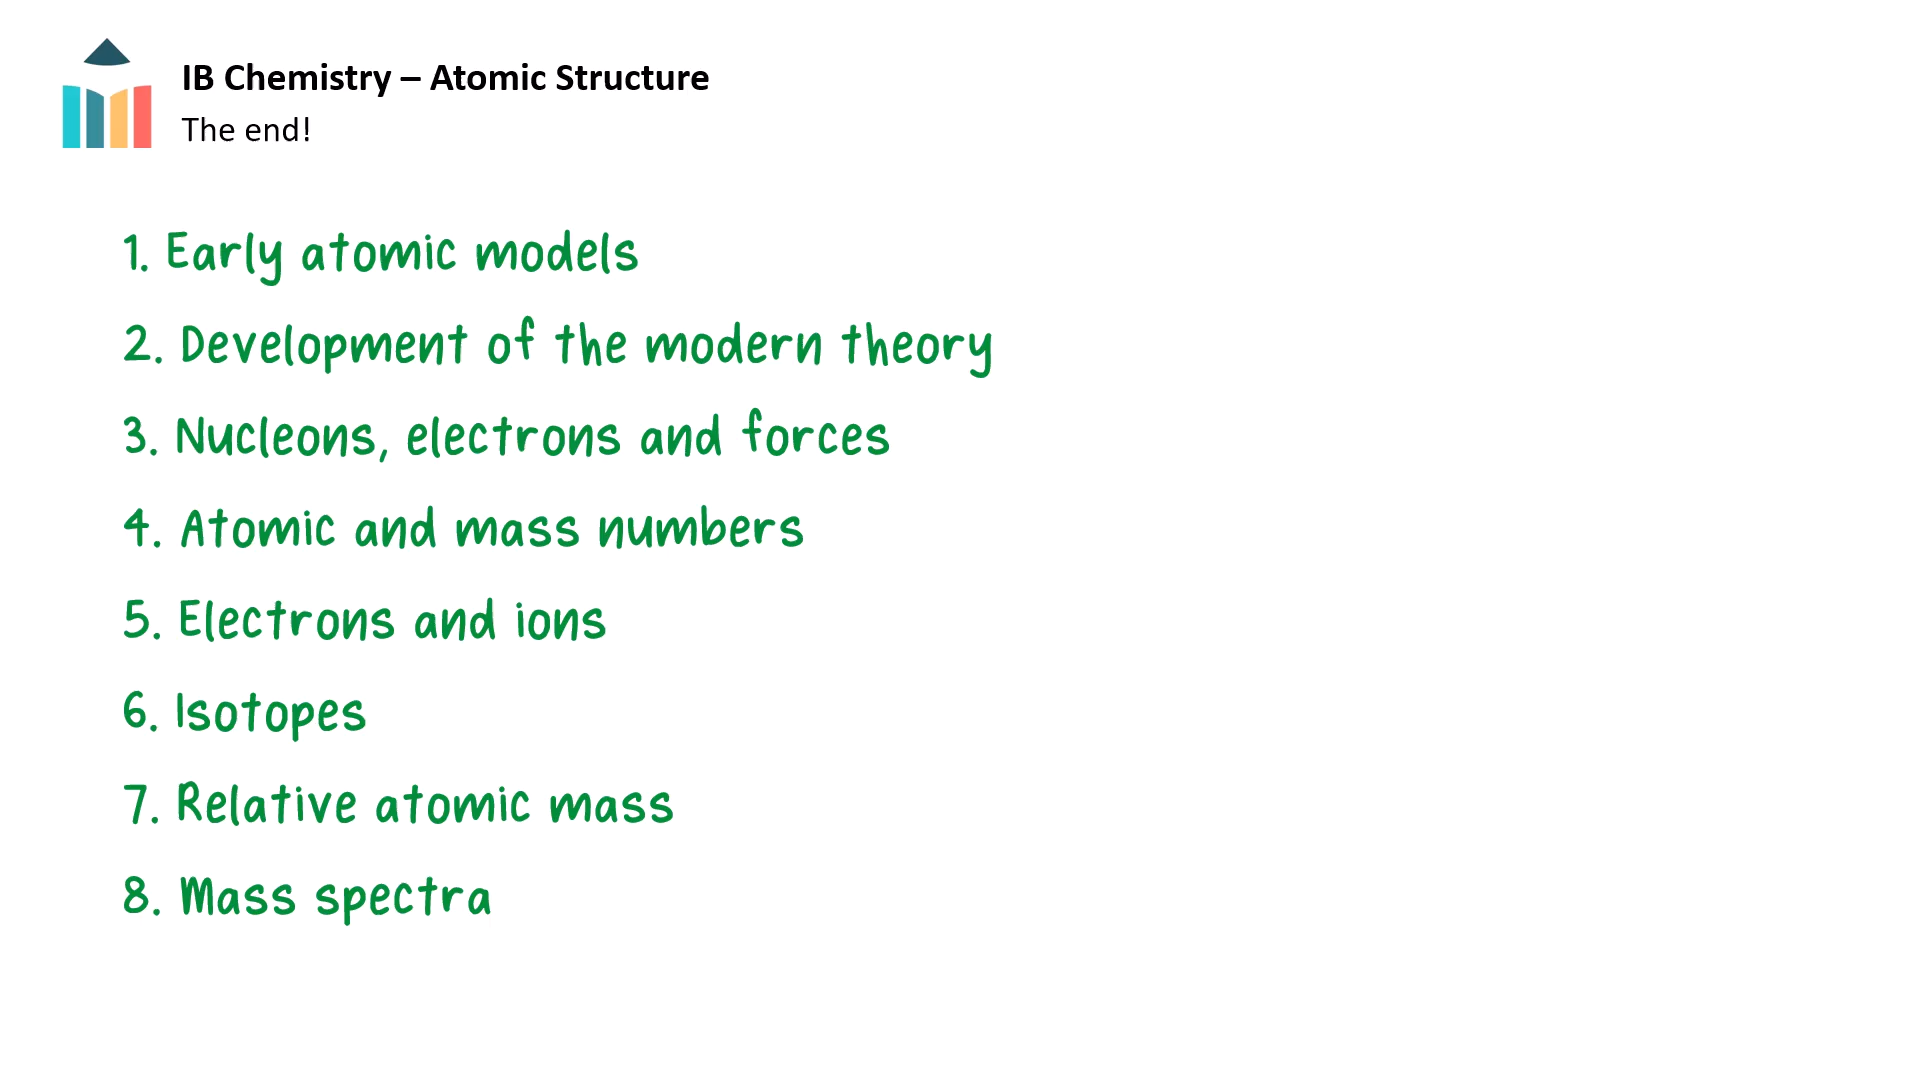 IB Chemistry – Atomic Structure
The end!
1. Early atomic models
2. Development of the modern theory
3. Nucleons, electrons and forces
4. Atomic and mass numbers
5. Electrons and ions
6. Isotopes
7. Relative atomic mass
8. Mass spectra